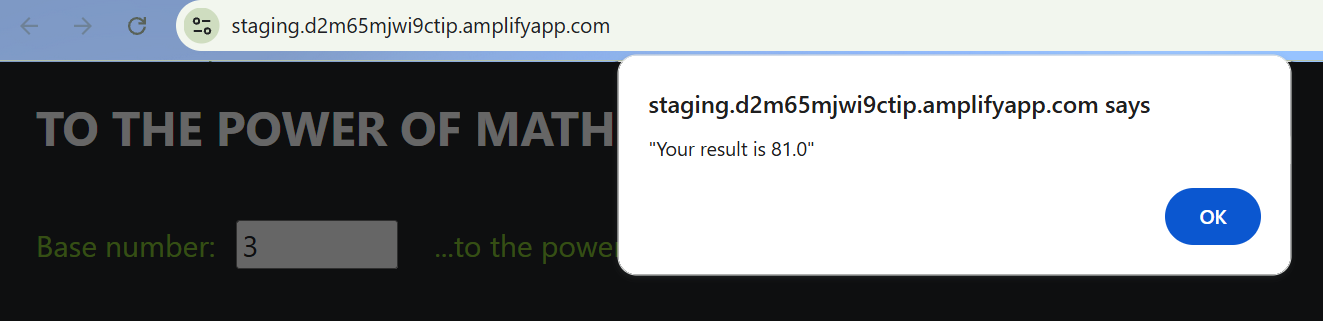 staging.d2m65mjwi9ctip.amplifyapp.com
staging.d2m65mjwi9ctip.amplifyapp.com says
"Your result is 81.0"
OK
TO THE POWER OF MATH
Base number: 3 ...to the power